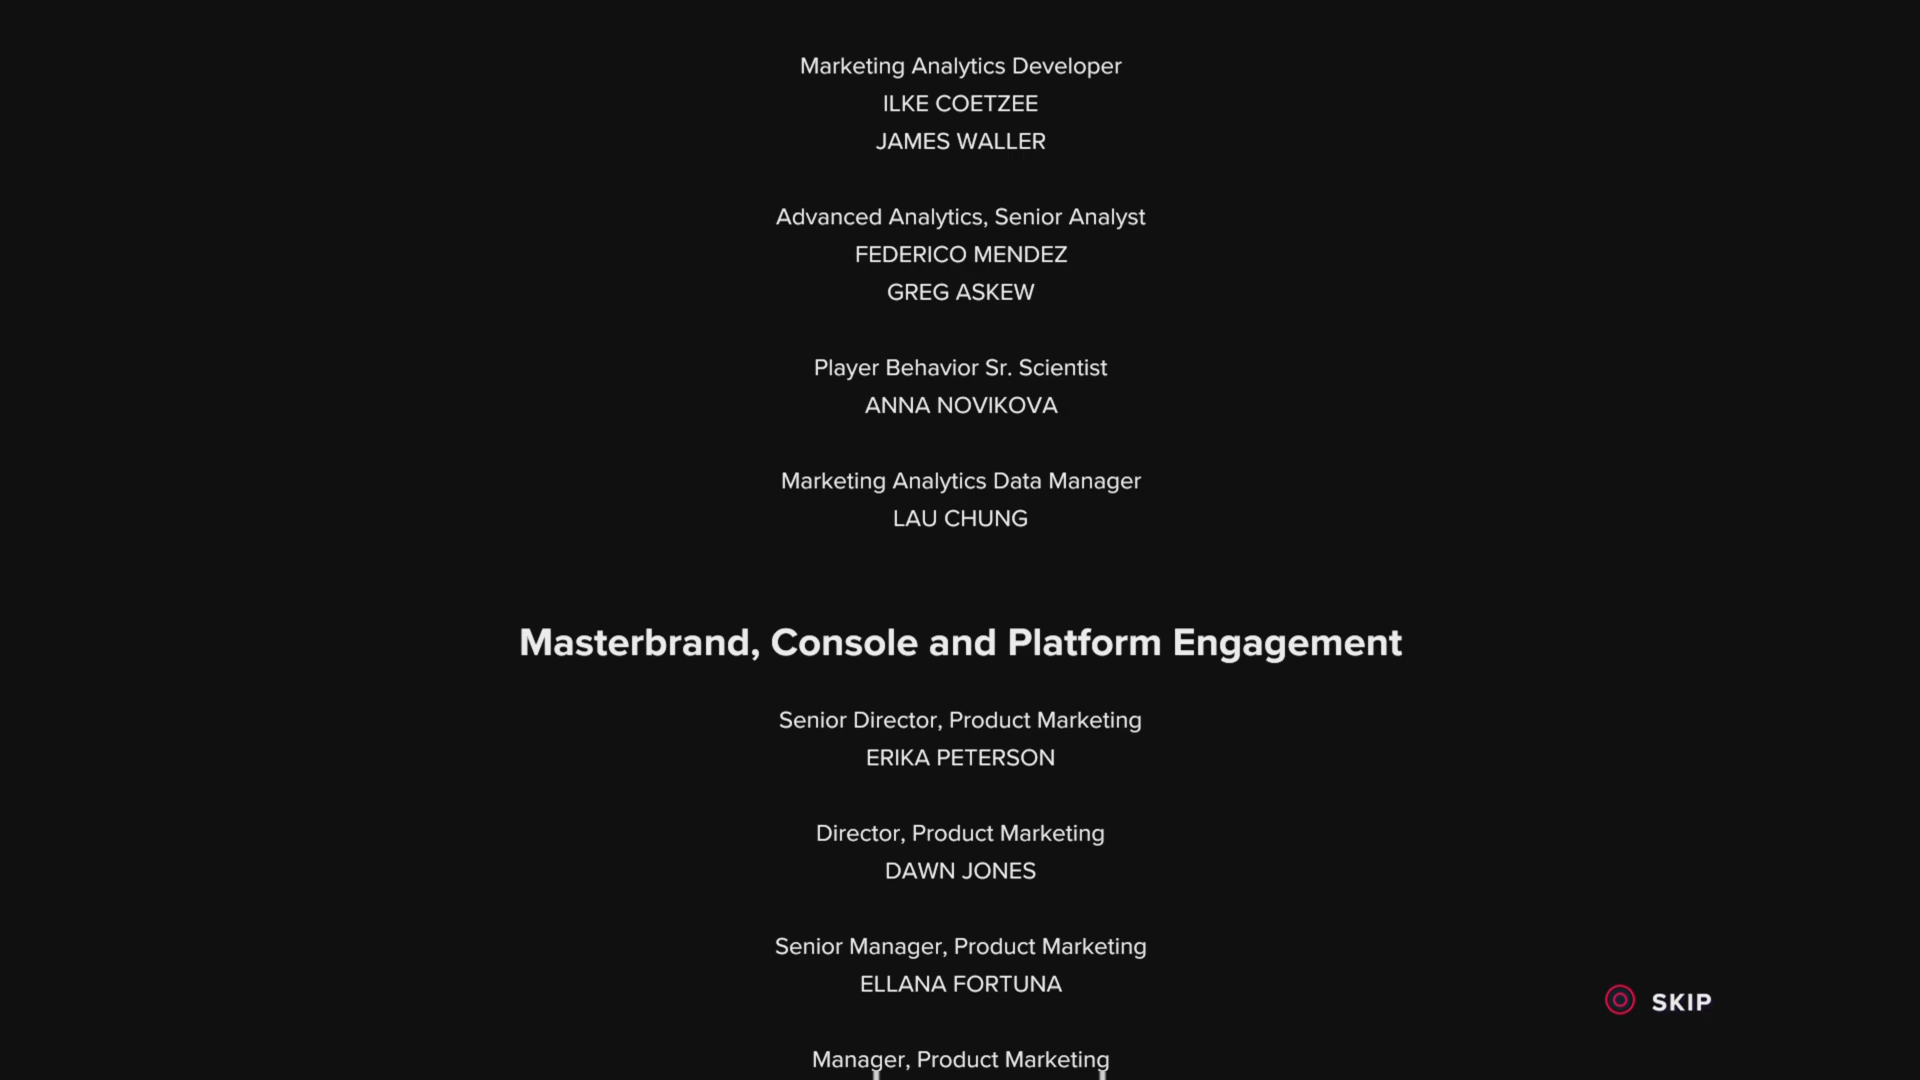 Marketing Analytics Developer
ILKE COETZEE
JAMES WALLER
Advanced Analytics, Senior Analyst
FEDERICO MENDEZ
GREG ASKEW
Player Behavior Sr. Scientist
ANNA NOVIKOVA
Marketing Analytics Data Manager
LAU CHUNG
Masterbrand, Console and Platform Engagement
Senior Director, Product Marketing
ERIKA PETERSON
Director, Product Marketing
DAWN JONES
Senior Manager, Product Marketing
ELLANA FORTUNA
SKIP
Manager, Product Marketing